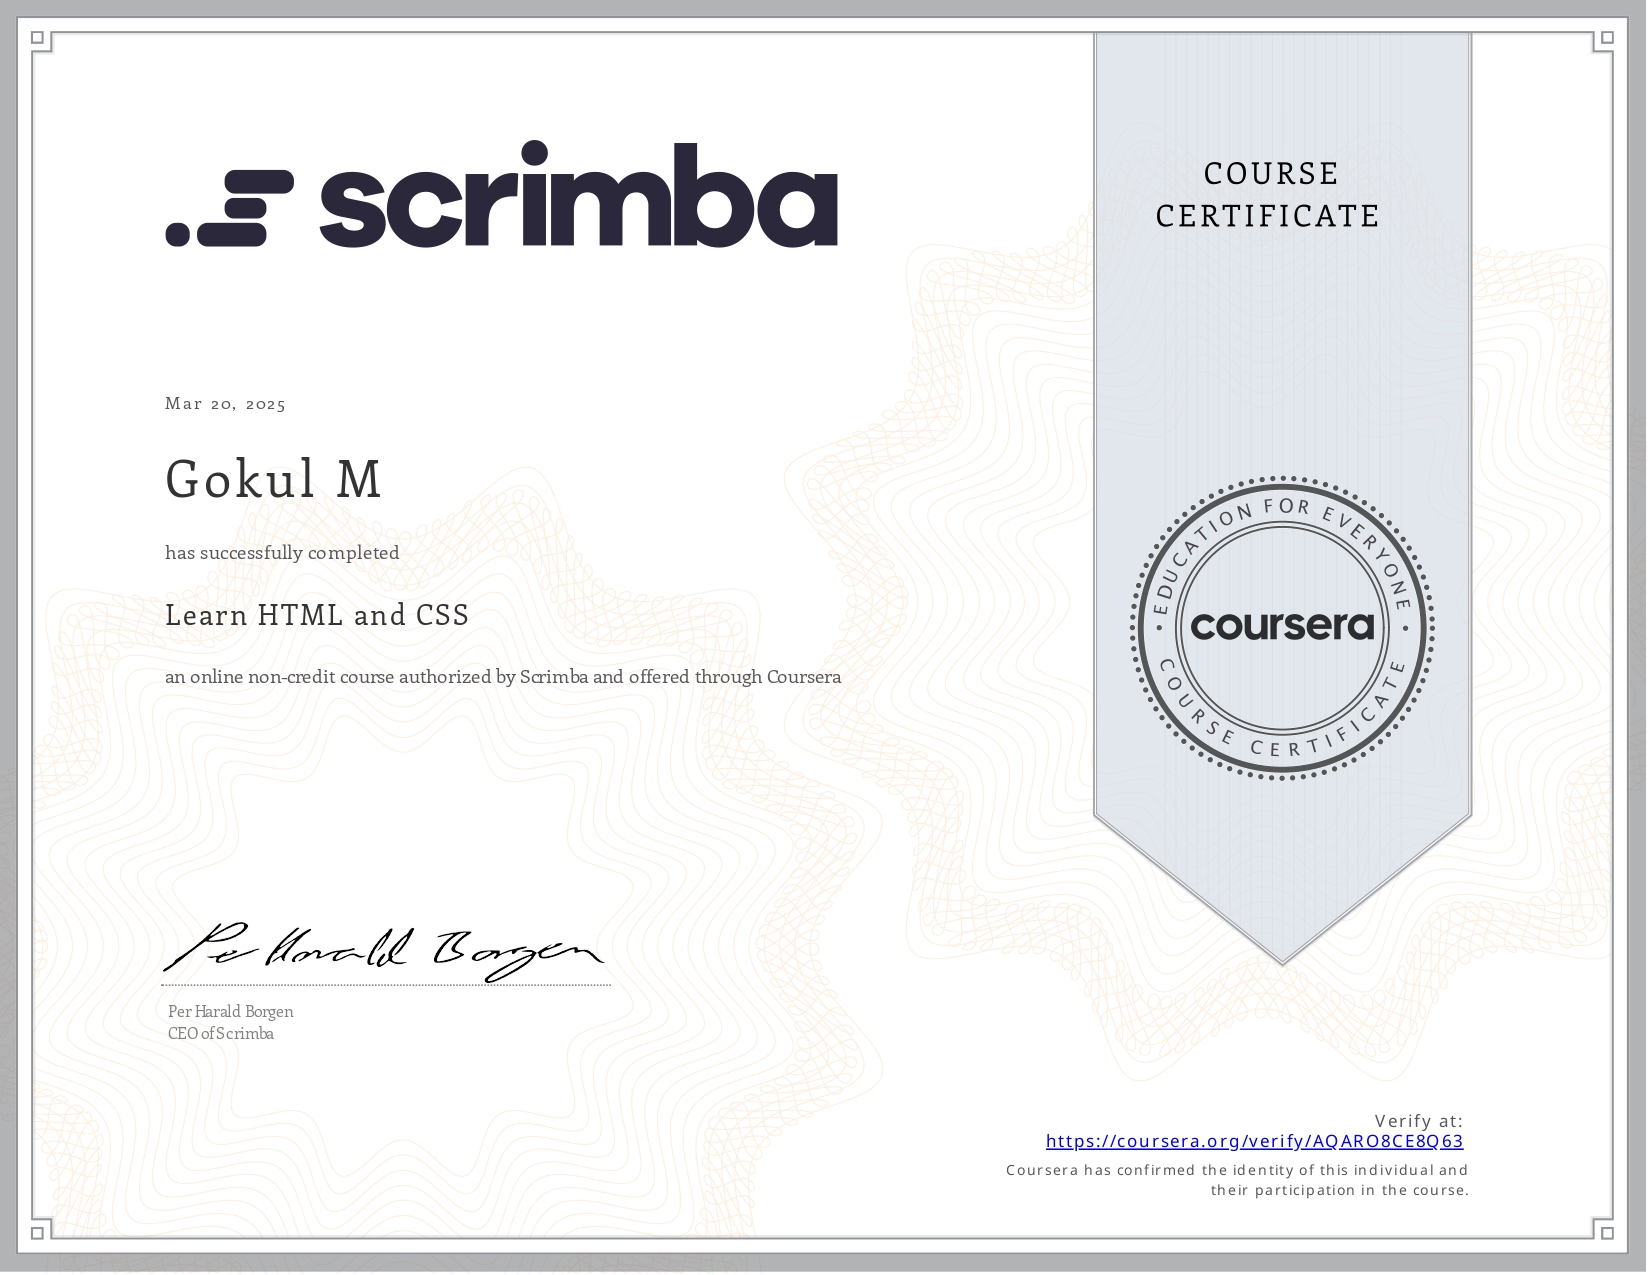 scrimba
COURSE
CERTIFICATE
Mar 20, 2025
Gokul M
has successfully completed
Learn HTML and CSS
an online non-credit course authorized by Scrimba and offered through Coursera
EDUCATION FOR EVERYONE
coursera
COURSE CERTIFICATE
Per Harald Borgen
Per Harald Borgen
CEO of Scrimba
Verify at:
https://coursera.org/verify/AQARO8CE8Q63
Coursera has confirmed the identity of this individual and
their participation in the course.